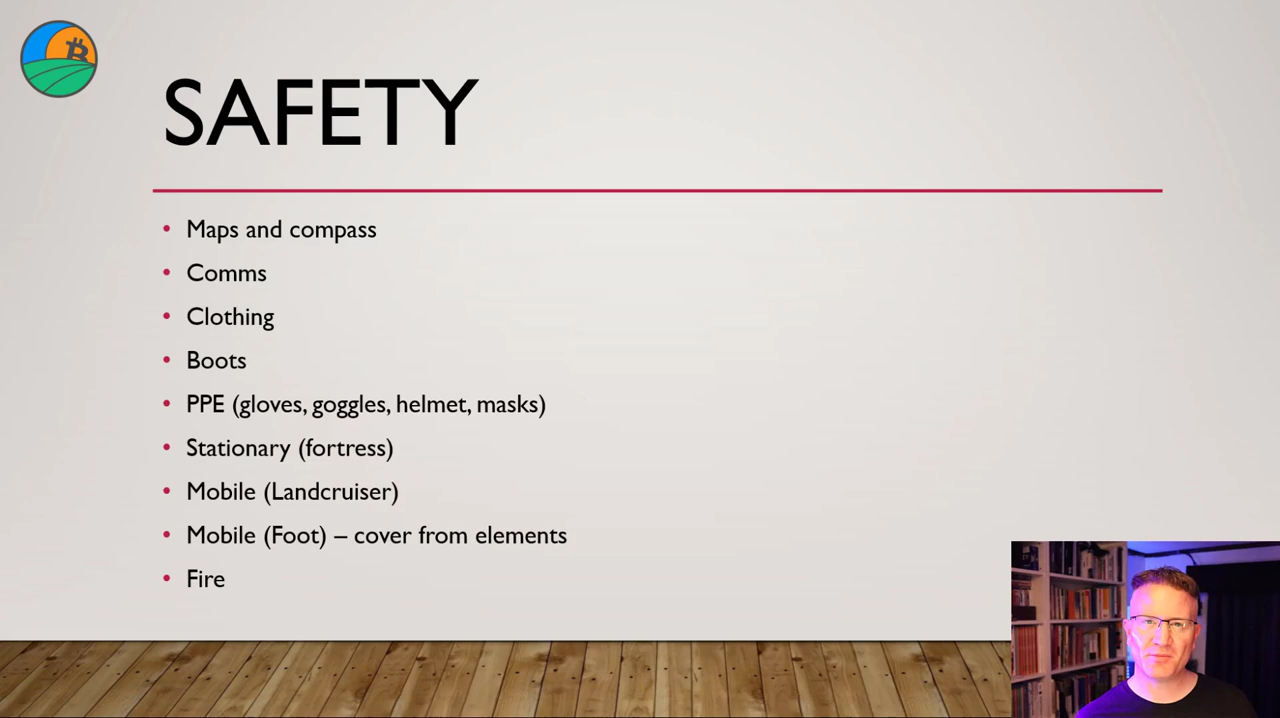 SAFETY
Maps and compass
Comms
Clothing
Boots
PPE (gloves, goggles, helmet, masks)
Stationary (fortress)
Mobile (Landcruiser)
Mobile (Foot) – cover from elements
Fire